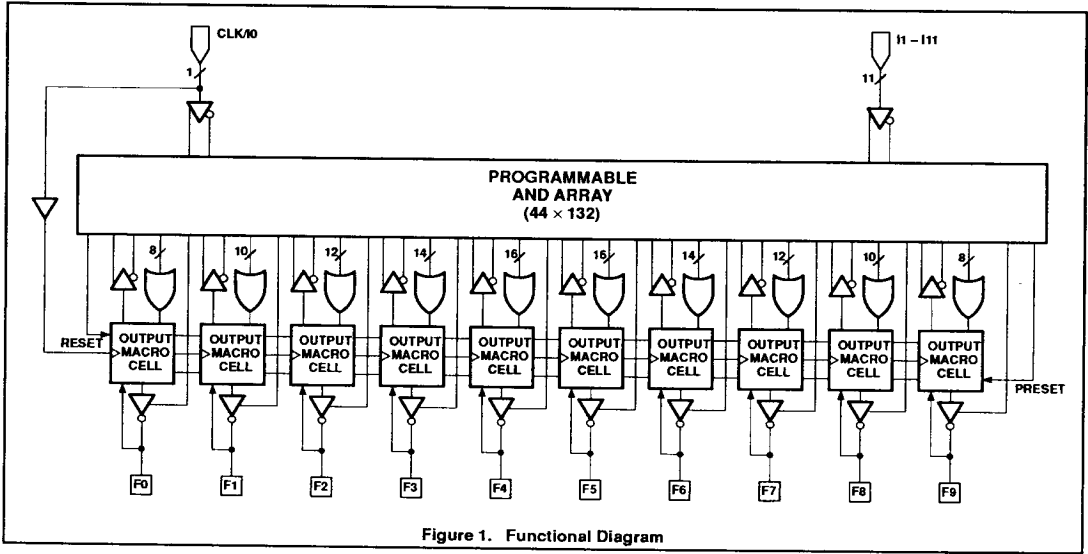 CLK/I0
I1 – I11
1
11
PROGRAMMABLE
AND ARRAY
(44 × 132)
8 10 12 14 16 16 14 12 10 8
RESET
OUTPUT MACRO CELL
OUTPUT MACRO CELL
OUTPUT MACRO CELL
OUTPUT MACRO CELL
OUTPUT MACRO CELL
OUTPUT MACRO CELL
OUTPUT MACRO CELL
OUTPUT MACRO CELL
OUTPUT MACRO CELL
OUTPUT MACRO CELL
PRESET
F0 F1 F2 F3 F4 F5 F6 F7 F8 F9
Figure 1. Functional Diagram